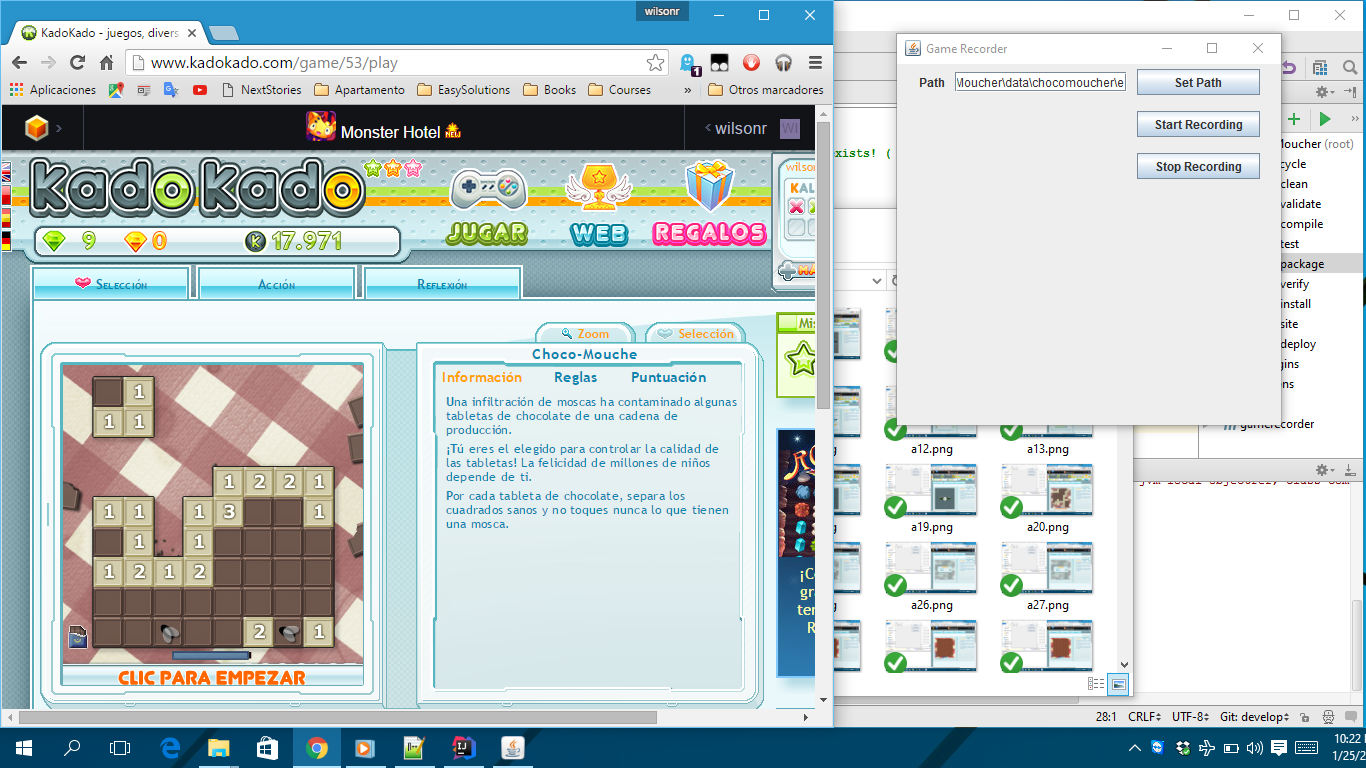 wilsonr
KadoKado - juegos, divers
www.kadokado.com/game/53/play
1
Aplicaciones
NextStories
Apartamento
EasySolutions
Books
Courses
»
Otros marcadores
Monster Hotel NEW
wilsonr
WI
KadoKado
JUGAR
WEB
REGALOS
wilson
KAL
9
0
K 17.971
Selección
Acción
Reflexión
Zoom
Selección
Mis
Choco-Mouche
Información
Reglas
Puntuación
Una infiltración de moscas ha contaminado algunas
tabletas de chocolate de una cadena de
producción.
¡Tú eres el elegido para controlar la calidad de
las tabletas! La felicidad de millones de niños
depende de ti.
Por cada tableta de chocolate, separa los
cuadrados sanos y no toques nunca lo que tienen
una mosca.
1
1 1
1 2 2 1
1 1 1 3 1
1 1
1 2 1 2
2 1
CLIC PARA EMPEZAR
Game Recorder
Path
Moucher\data\chocomoucher\e
Set Path
Start Recording
Stop Recording
xists! (
Moucher (root)
cycle
clean
validate
compile
test
package
verify
install
site
deploy
gins
ns
gamerecorder
a12.png
a13.png
a19.png
a20.png
a26.png
a27.png
28:1
CRLF
UTF-8
Git: develop
10:22
1/25/2